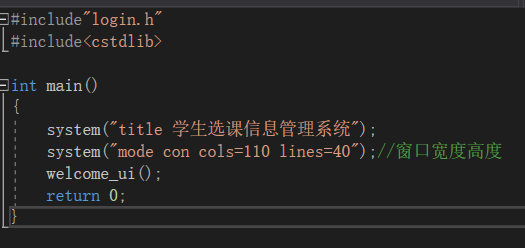 #include"login.h"
#include<cstdlib>
int main()
{
system("title 学生选课信息管理系统");
system("mode con cols=110 lines=40");//窗口宽度高度
welcome_ui();
return 0;
}